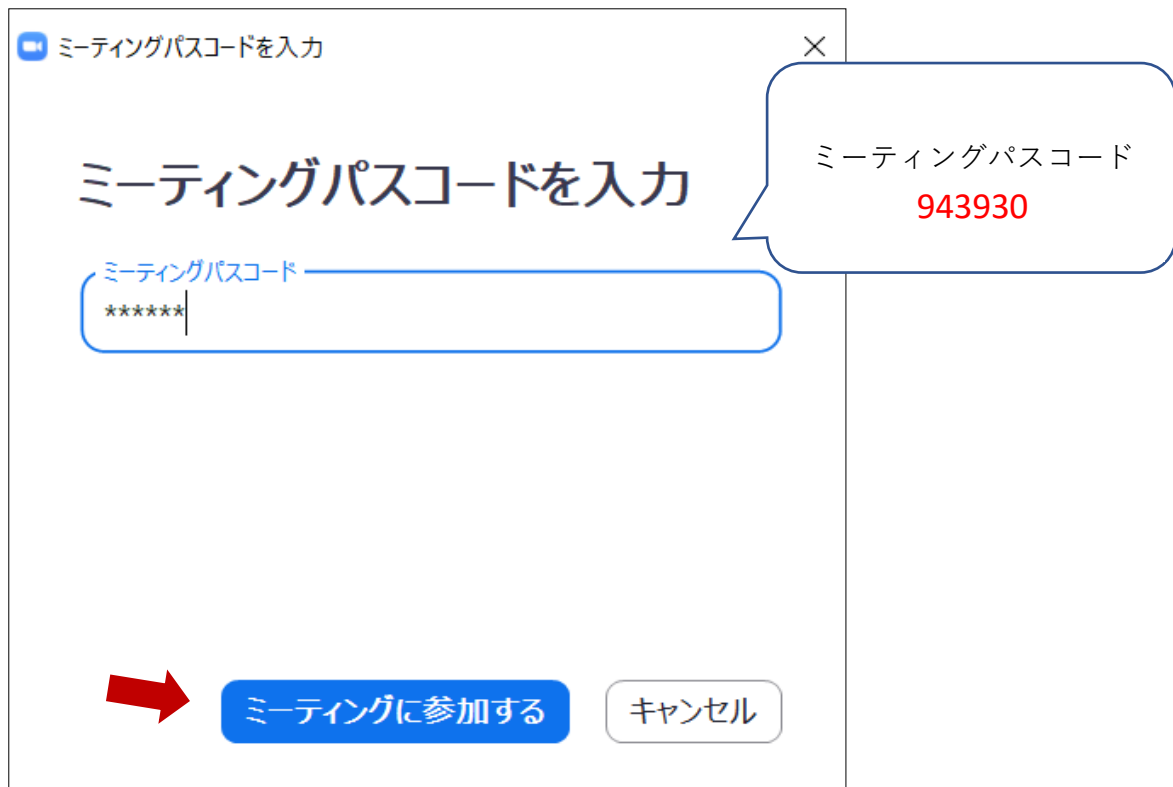 ミーティングパスコードを入力
ミーティングパスコードを入力
ミーティングパスコード
943930
ミーティングパスコード
******
ミーティングに参加する
キャンセル